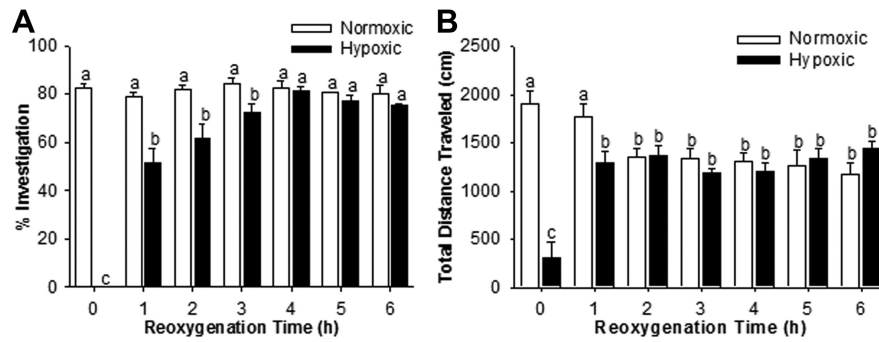 A
Normoxic
Hypoxic
100
80
60
40
20
0
% Investigation
a a a a a a a a a
b b b
c
0 1 2 3 4 5 6
Reoxygenation Time (h)
B
Normoxic
Hypoxic
2500
2000
1500
1000
500
0
Total Distance Traveled (cm)
a a
b b b b b b b b b b b
c
0 1 2 3 4 5 6
Reoxygenation Time (h)